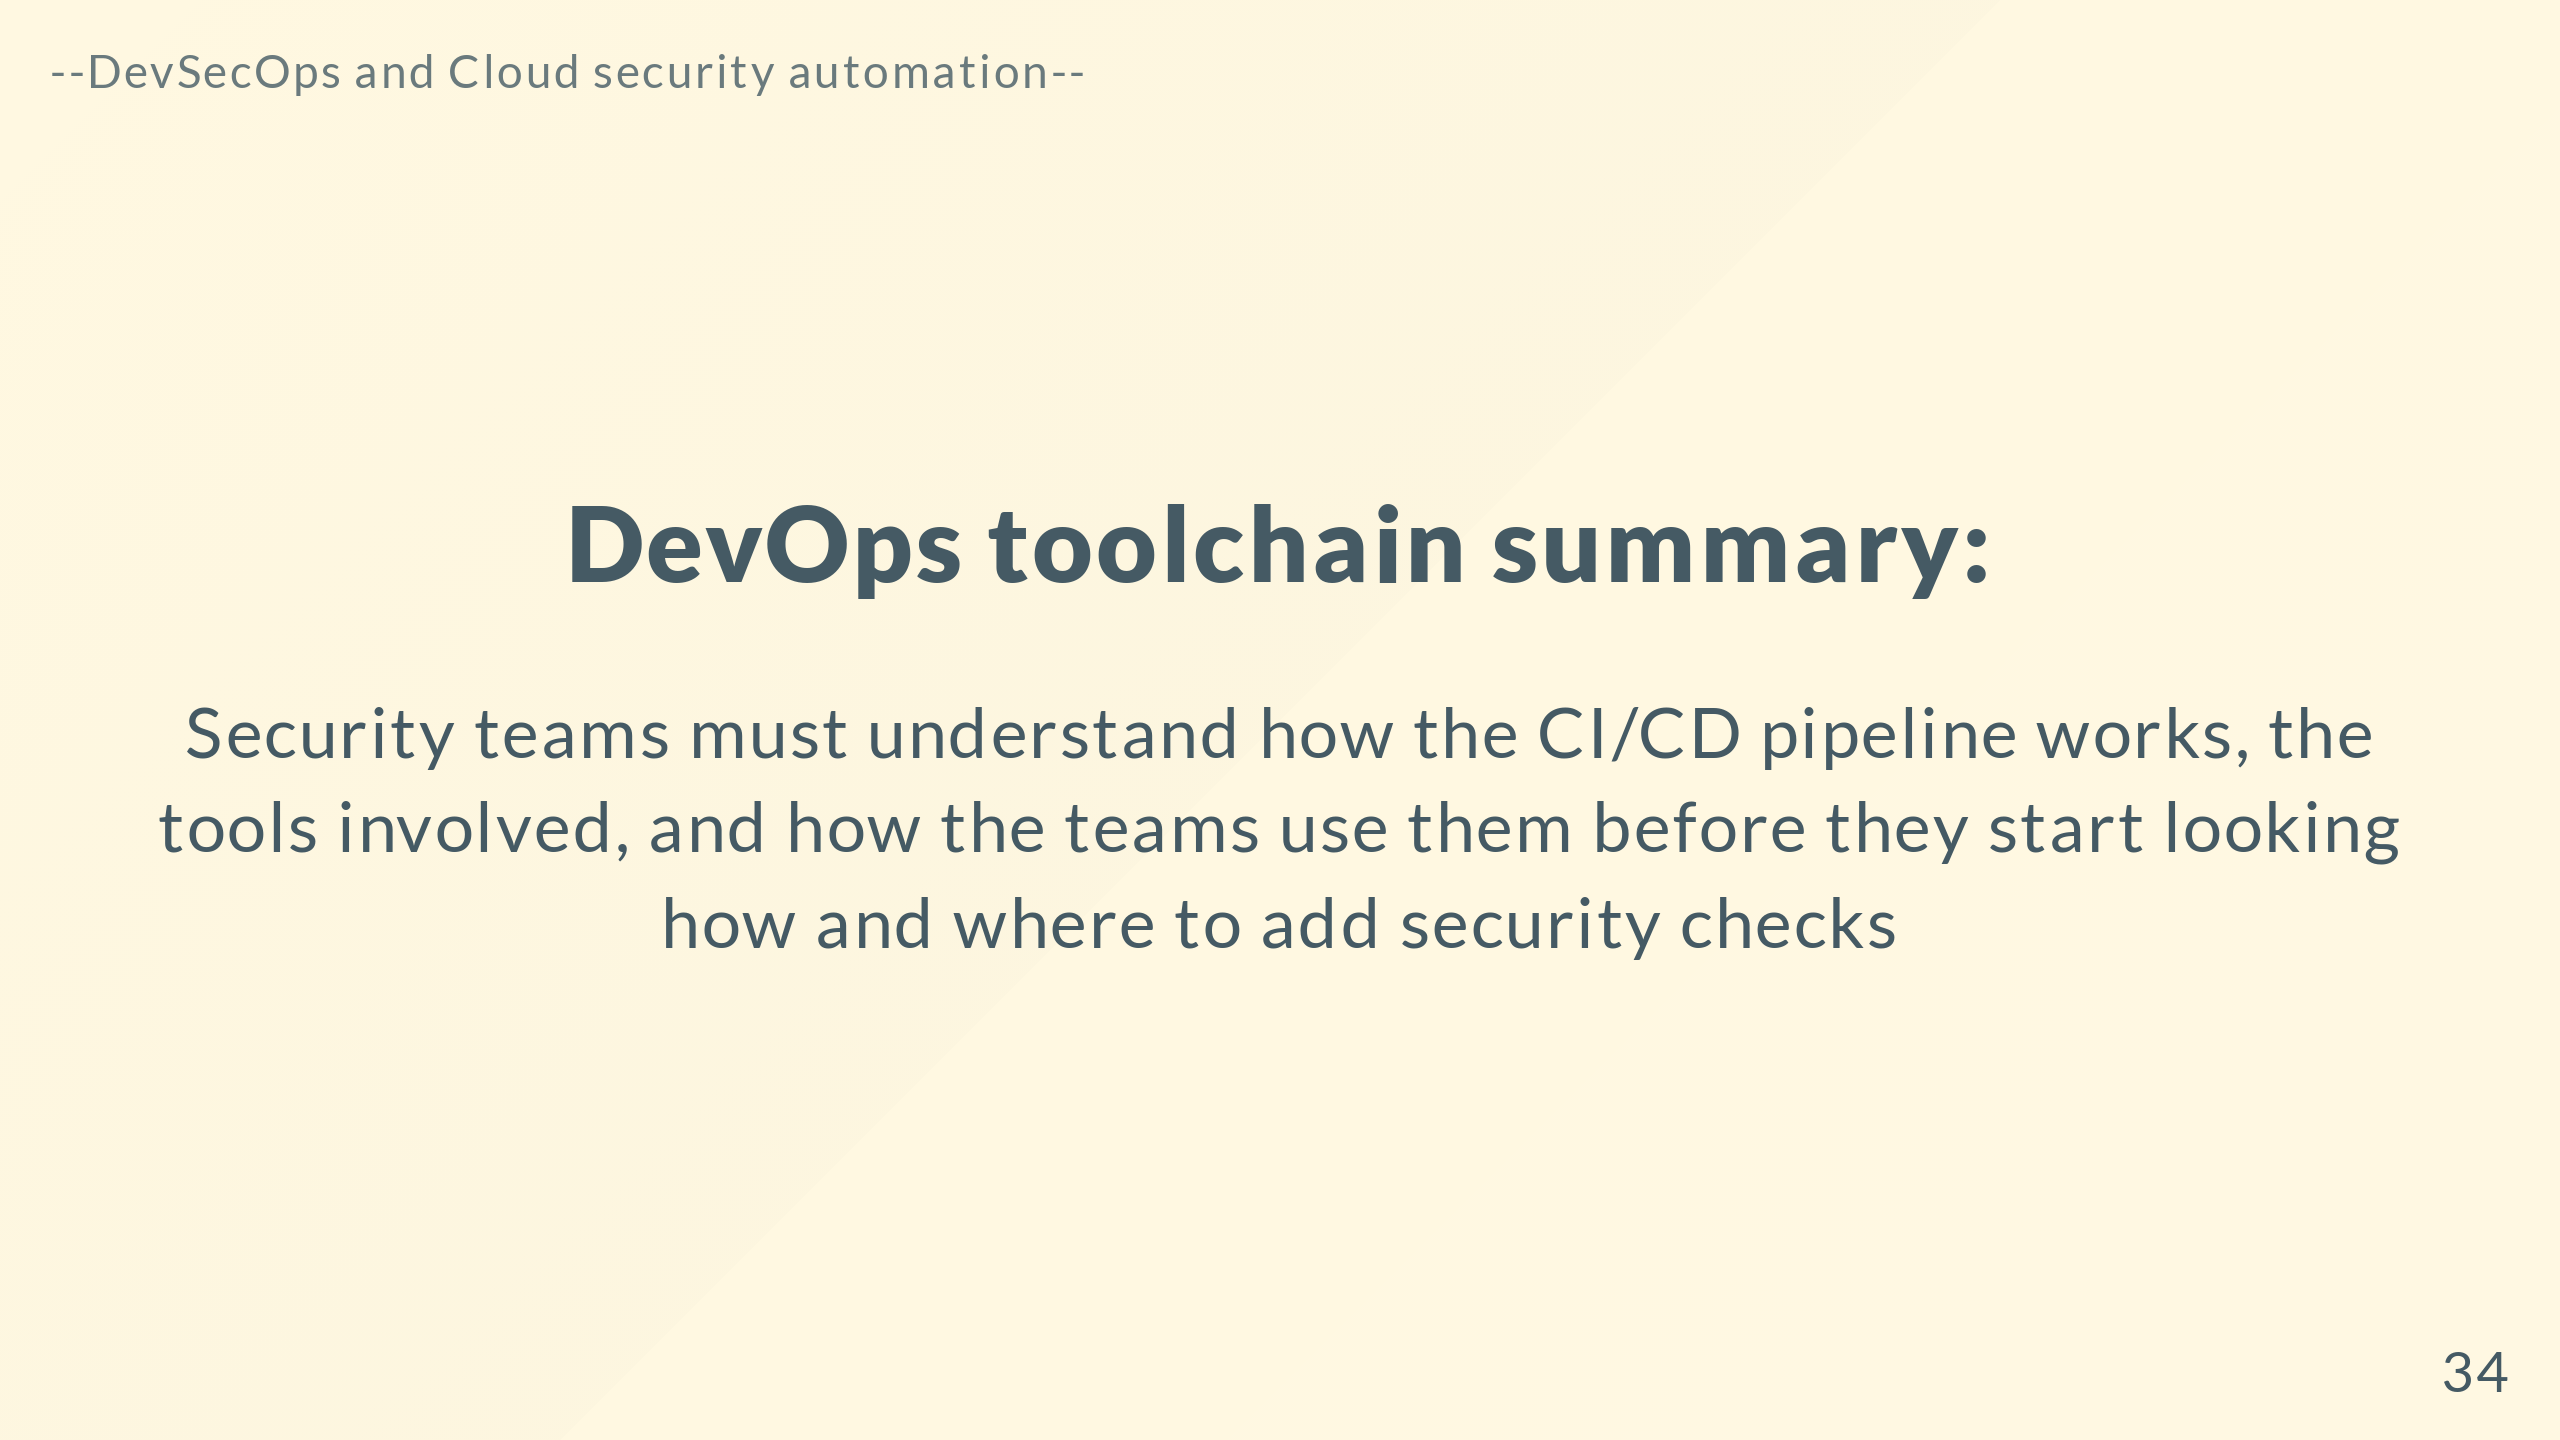 --DevSecOps and Cloud security automation--
DevOps toolchain summary:
Security teams must understand how the CI/CD pipeline works, the
tools involved, and how the teams use them before they start looking
how and where to add security checks
34